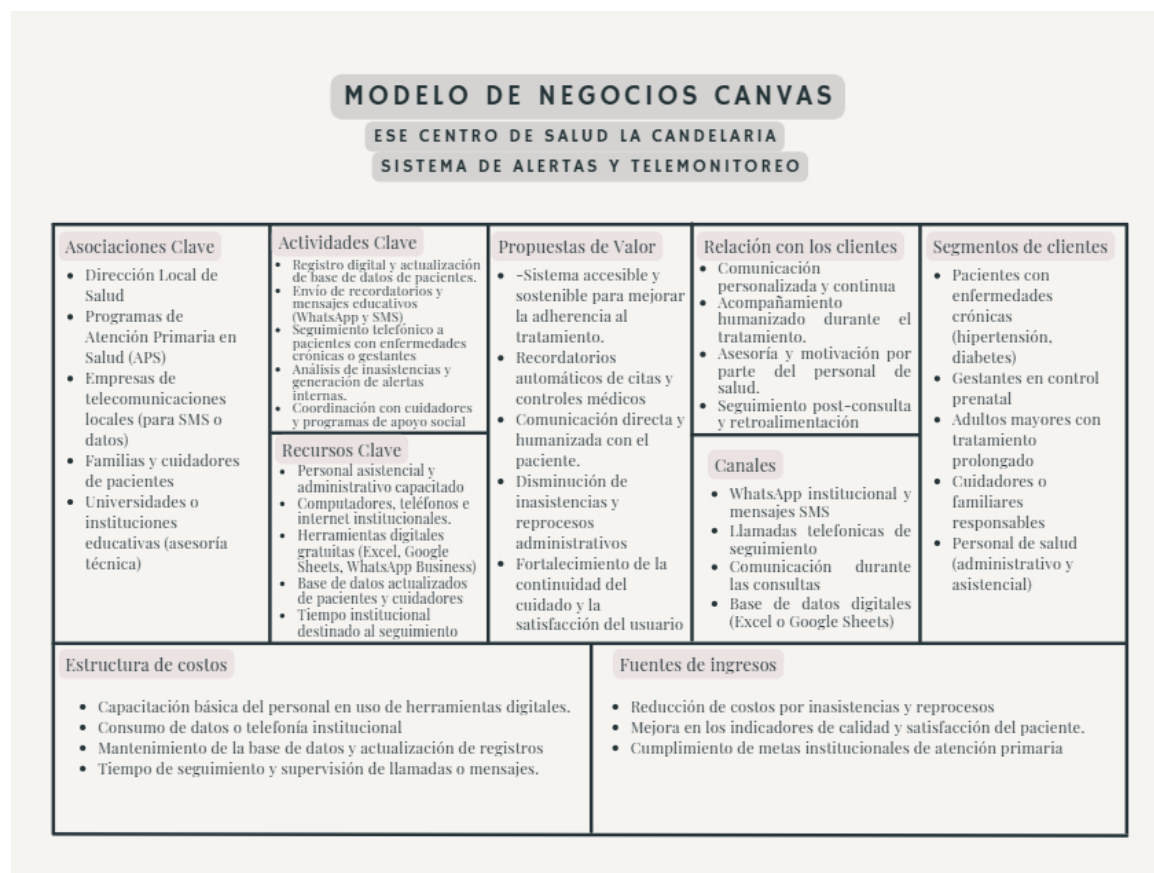 MODELO DE NEGOCIOS CANVAS
ESE CENTRO DE SALUD LA CANDELARIA
SISTEMA DE ALERTAS Y TELEMONITOREO
Asociaciones Clave
• Dirección Local de
Salud
• Programas de
Atención Primaria en
Salud (APS)
• Empresas de
telecomunicaciones
locales (para SMS o
datos)
• Familias y cuidadores
de pacientes
• Universidades o
instituciones
educativas (asesoría
técnica)
Actividades Clave
• Registro digital y actualización
de base de datos de pacientes.
• Envío de recordatorios y
mensajes educativos
(WhatsApp y SMS)
• Seguimiento telefónico a
pacientes con enfermedades
crónicas o gestantes
• Análisis de inasistencias y
generación de alertas
internas.
• Coordinación con cuidadores
y programas de apoyo social
Recursos Clave
• Personal asistencial y
administrativo capacitado
• Computadores, teléfonos e
internet institucionales.
• Herramientas digitales
gratuitas (Excel, Google
Sheets, WhatsApp Business)
• Base de datos actualizados
de pacientes y cuidadores
• Tiempo institucional
destinado al seguimiento
Propuestas de Valor
• -Sistema accesible y
sostenible para mejorar
la adherencia al
tratamiento.
• Recordatorios
automáticos de citas y
controles médicos
• Comunicación directa y
humanizada con el
paciente.
• Disminución de
inasistencias y
reprocesos
administrativos
• Fortalecimiento de la
continuidad del
cuidado y la
satisfacción del usuario
Relación con los clientes
• Comunicación
personalizada y continua
• Acompañamiento
humanizado durante el
tratamiento.
• Asesoría y motivación por
parte del personal de
salud.
• Seguimiento post-consulta
y retroalimentación
Canales
• WhatsApp institucional y
mensajes SMS
• Llamadas telefonicas de
seguimiento
• Comunicación durante
las consultas
• Base de datos digitales
(Excel o Google Sheets)
Segmentos de clientes
• Pacientes con
enfermedades
crónicas
(hipertensión,
diabetes)
• Gestantes en control
prenatal
• Adultos mayores con
tratamiento
prolongado
• Cuidadores o
familiares
responsables
• Personal de salud
(administrativo y
asistencial)
Estructura de costos
• Capacitación básica del personal en uso de herramientas digitales.
• Consumo de datos o telefonía institucional
• Mantenimiento de la base de datos y actualización de registros
• Tiempo de seguimiento y supervisión de llamadas o mensajes.
Fuentes de ingresos
• Reducción de costos por inasistencias y reprocesos
• Mejora en los indicadores de calidad y satisfacción del paciente.
• Cumplimiento de metas institucionales de atención primaria